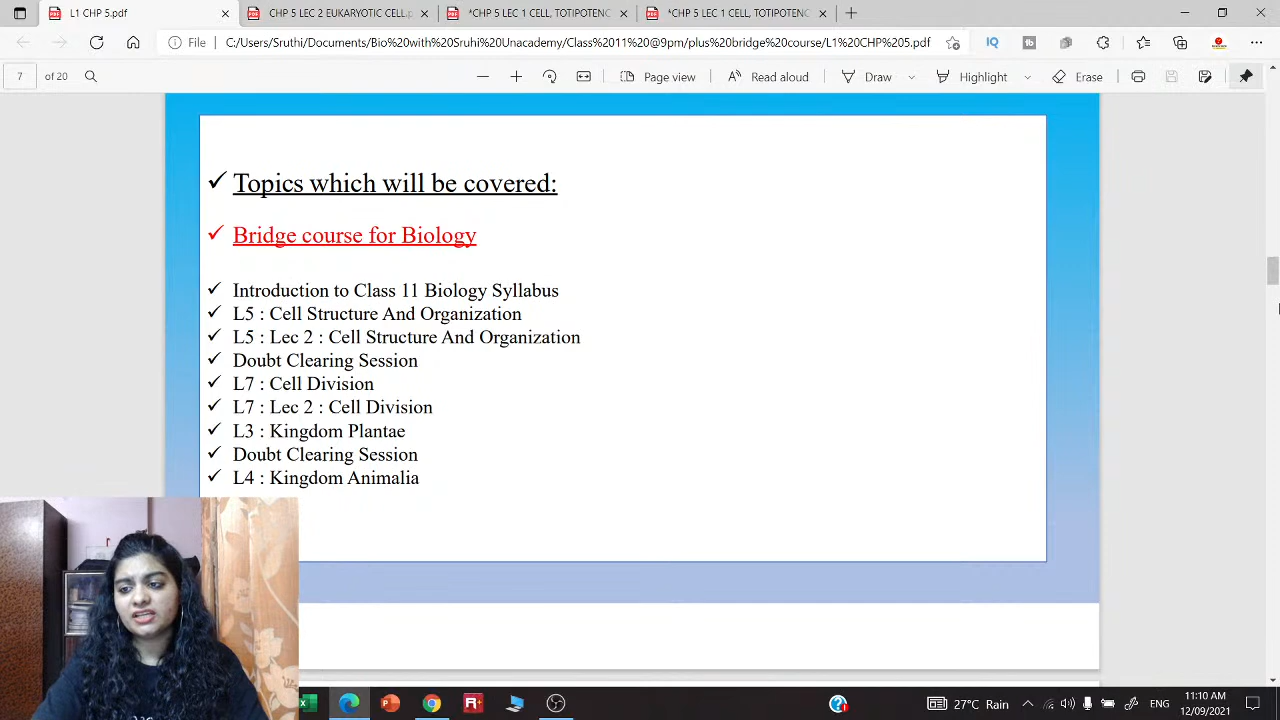 L1 CHP 5.pdf
CHP 5 LEC 2 EUKARYOTIC CELL.p
*CHP 5 LEC 1 CELL, TOTIPOTENC
*CHP 5 LEC 1 CELL, TOTIPOTENC
File
C:/Users/Sruthi/Documents/Bio%20with%20Sruhi%20Unacademy/Class%2011%20@9pm/plus%20bridge%20course/L1%20CHP%205.pdf
7 of 20
Page view
Read aloud
Draw
Highlight
Erase
✓ Topics which will be covered:
✓ Bridge course for Biology
✓ Introduction to Class 11 Biology Syllabus
✓ L5 : Cell Structure And Organization
✓ L5 : Lec 2 : Cell Structure And Organization
✓ Doubt Clearing Session
✓ L7 : Cell Division
✓ L7 : Lec 2 : Cell Division
✓ L3 : Kingdom Plantae
✓ Doubt Clearing Session
✓ L4 : Kingdom Animalia
27°C Rain
ENG
11:10 AM
12/09/2021